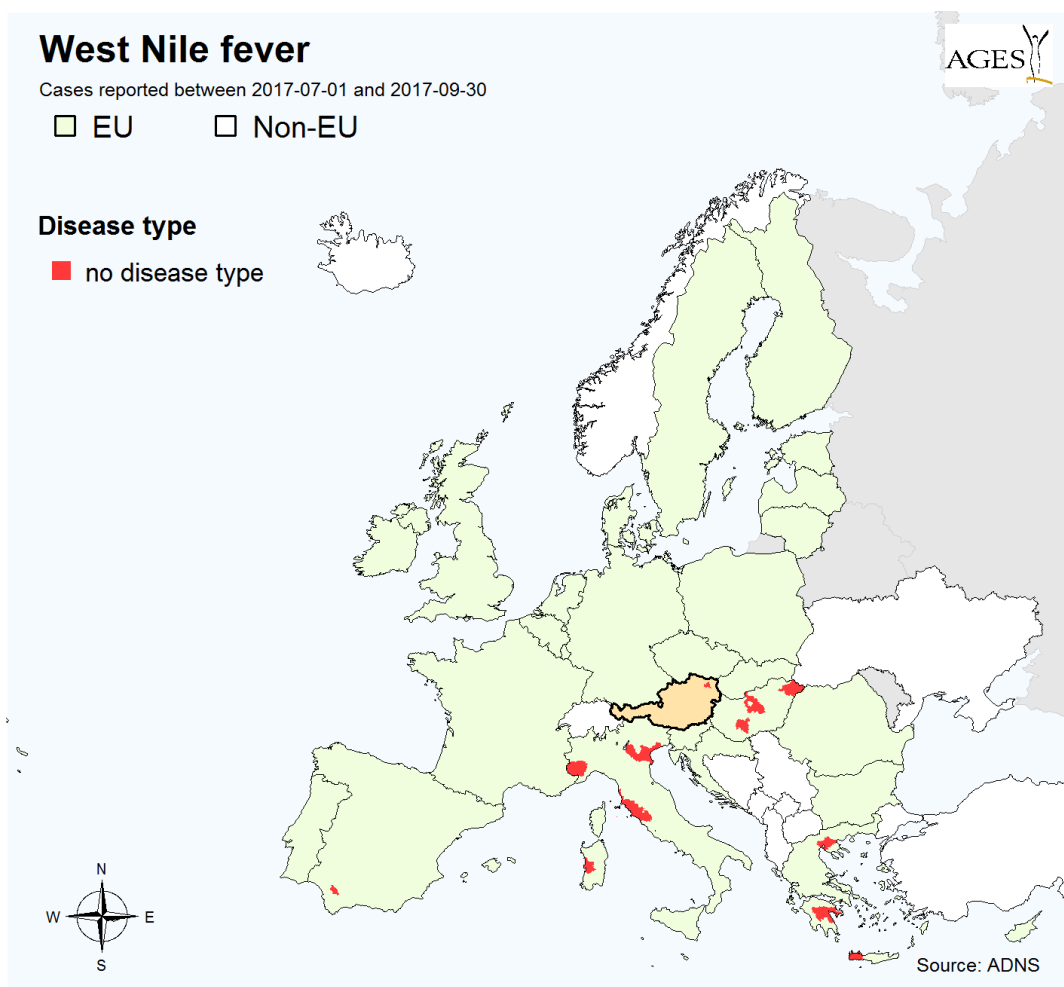 West Nile fever
Cases reported between 2017-07-01 and 2017-09-30
EU Non-EU
AGES
Disease type
no disease type
N
W E
S
Source: ADNS